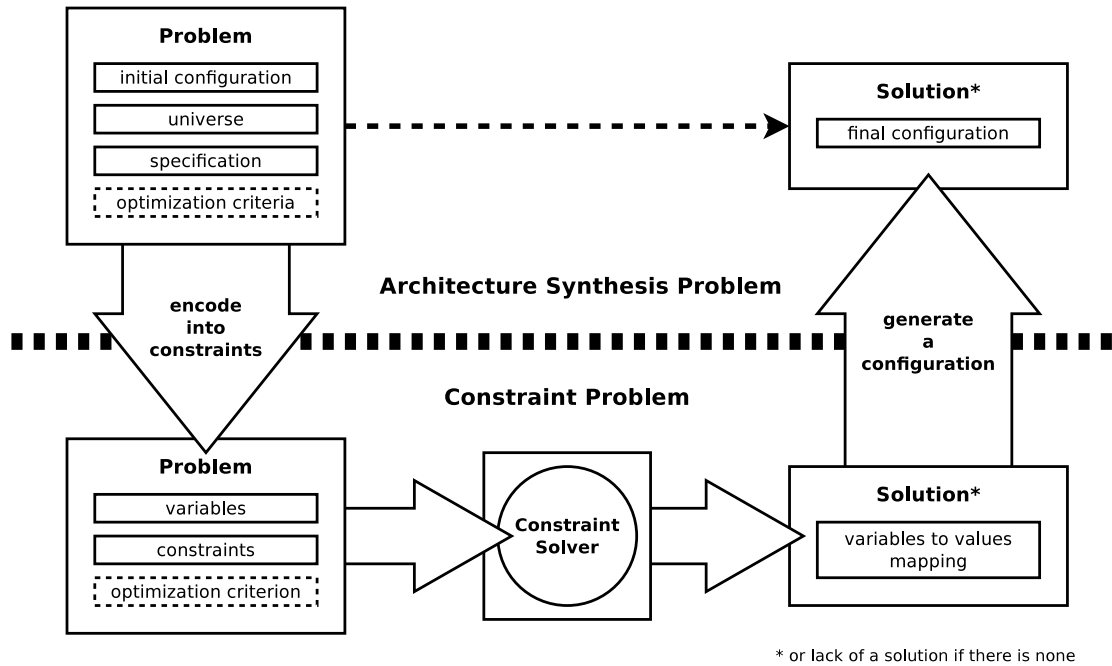 Problem
initial configuration
universe
specification
optimization criteria
Solution*
final configuration
Architecture Synthesis Problem
encode
into
constraints
generate
a
configuration
Constraint Problem
Problem
variables
constraints
optimization criterion
Constraint
Solver
Solution*
variables to values
mapping
* or lack of a solution if there is none